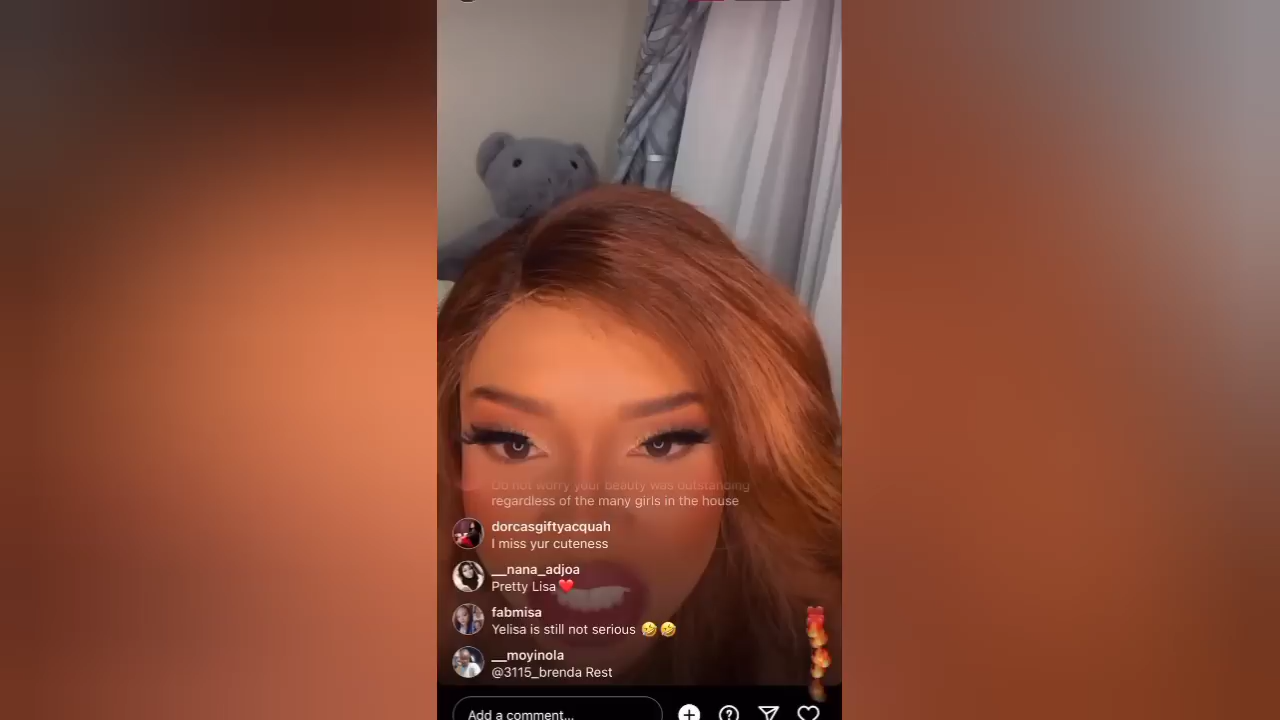 Do not worry your beauty was outstanding
regardless of the many girls in the house
dorcasgiftyacquah
I miss yur cuteness
__nana_adjoa
Pretty Lisa❤️
fabmisa
Yelisa is still not serious 🤣🤣
__moyinola
@3115_brenda Rest
Add a comment...